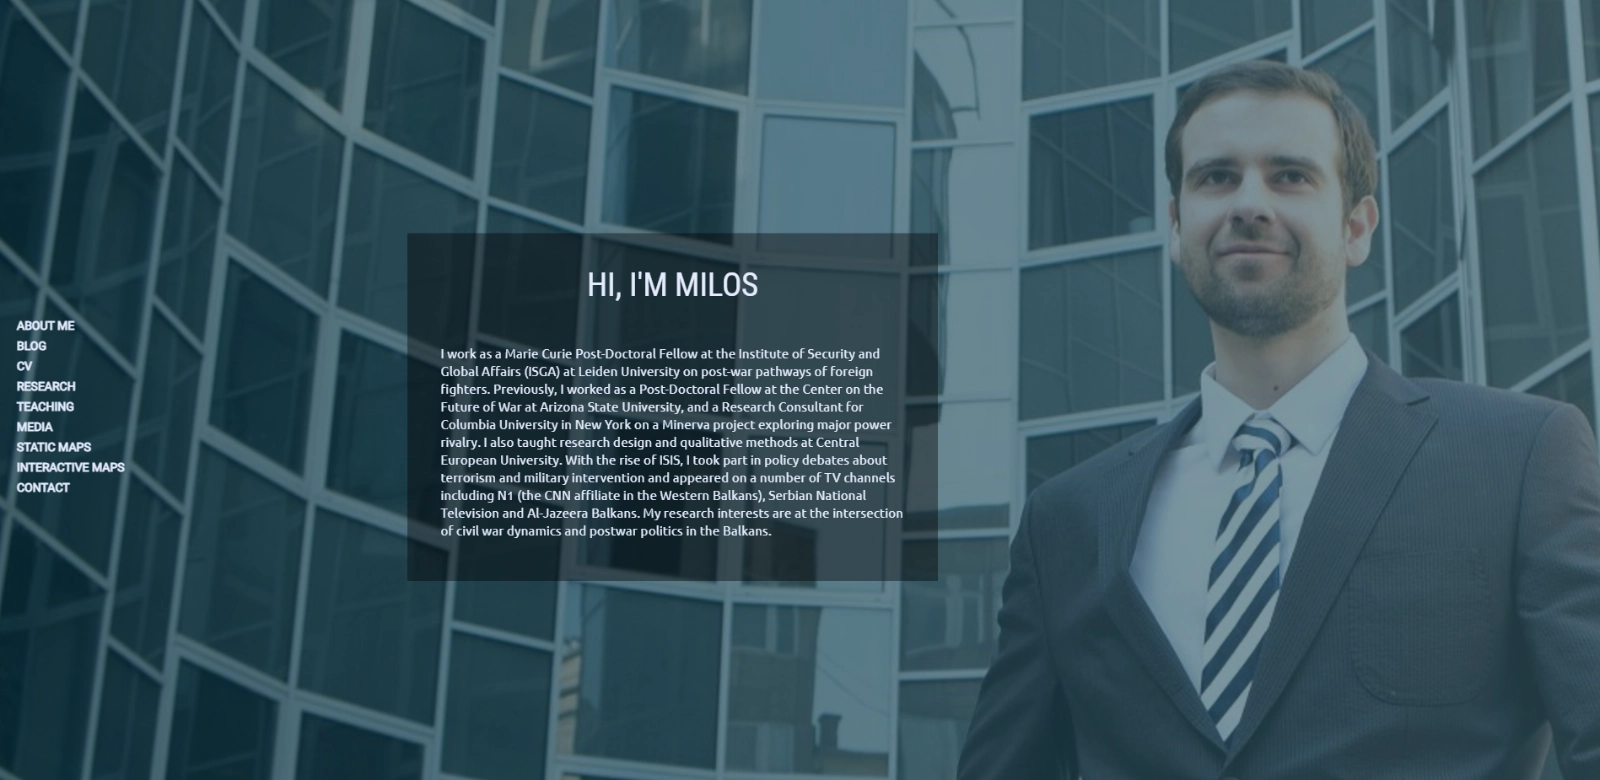 HI, I'M MILOS
ABOUT ME
BLOG
CV
RESEARCH
TEACHING
MEDIA
STATIC MAPS
INTERACTIVE MAPS
CONTACT
I work as a Marie Curie Post-Doctoral Fellow at the Institute of Security and
Global Affairs (ISGA) at Leiden University on post-war pathways of foreign
fighters. Previously, I worked as a Post-Doctoral Fellow at the Center on the
Future of War at Arizona State University, and a Research Consultant for
Columbia University in New York on a Minerva project exploring major power
rivalry. I also taught research design and qualitative methods at Central
European University. With the rise of ISIS, I took part in policy debates about
terrorism and military intervention and appeared on a number of TV channels
including N1 (the CNN affiliate in the Western Balkans), Serbian National
Television and Al-Jazeera Balkans. My research interests are at the intersection
of civil war dynamics and postwar politics in the Balkans.